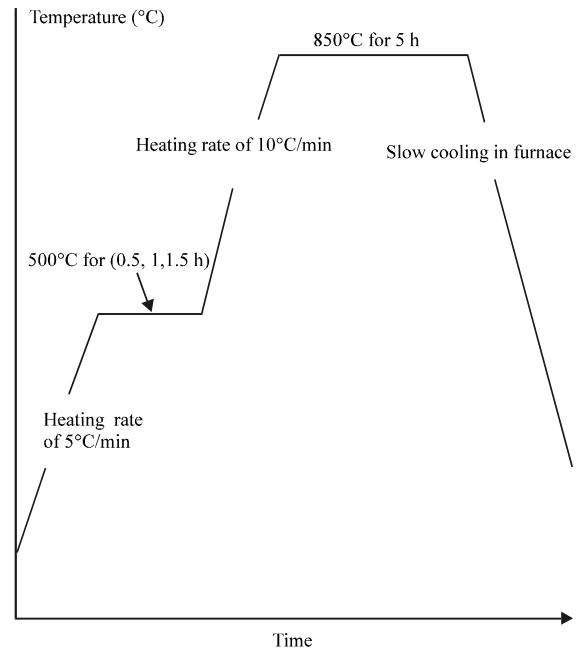 Temperature (°C)
850°C for 5 h
Heating rate of 10°C/min
Slow cooling in furnace
500°C for (0.5, 1,1.5 h)
Heating rate
of 5°C/min
Time